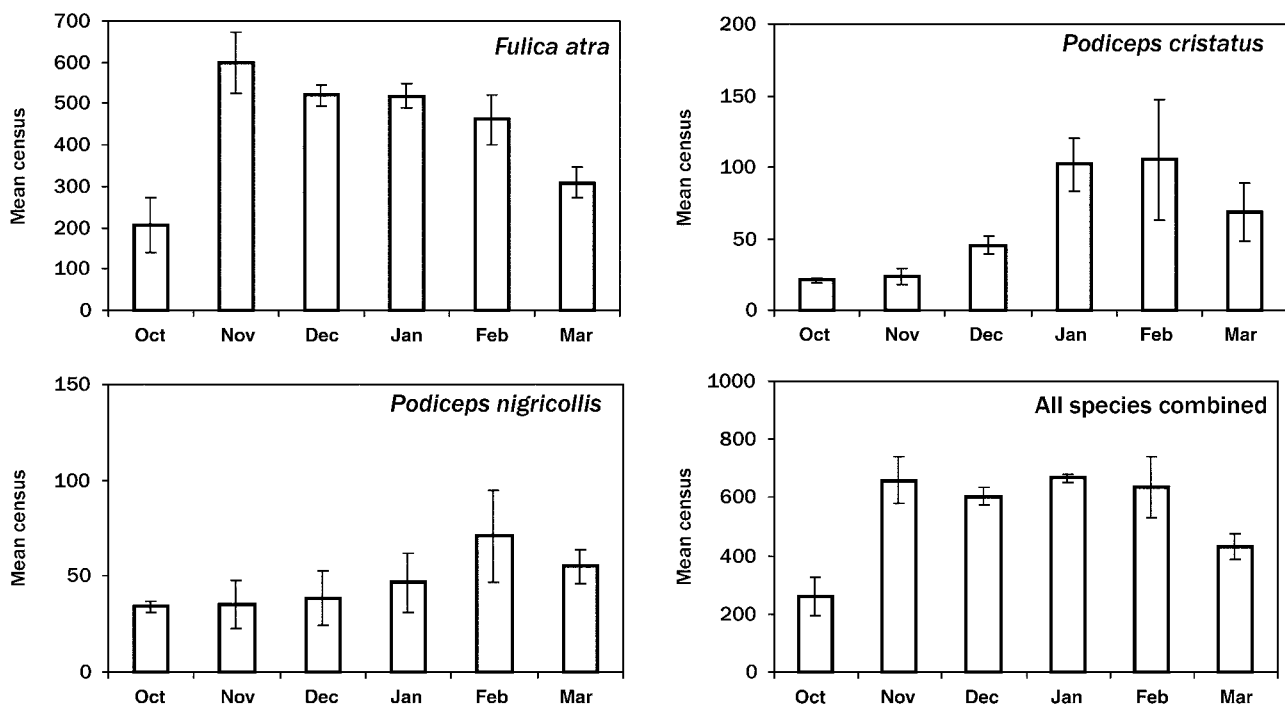 Fulica atra
Mean census
700
600
500
400
300
200
100
0
Oct Nov Dec Jan Feb Mar
Podiceps cristatus
Mean census
200
150
100
50
0
Oct Nov Dec Jan Feb Mar
Podiceps nigricollis
Mean census
150
100
50
0
Oct Nov Dec Jan Feb Mar
All species combined
Mean census
1000
800
600
400
200
0
Oct Nov Dec Jan Feb Mar